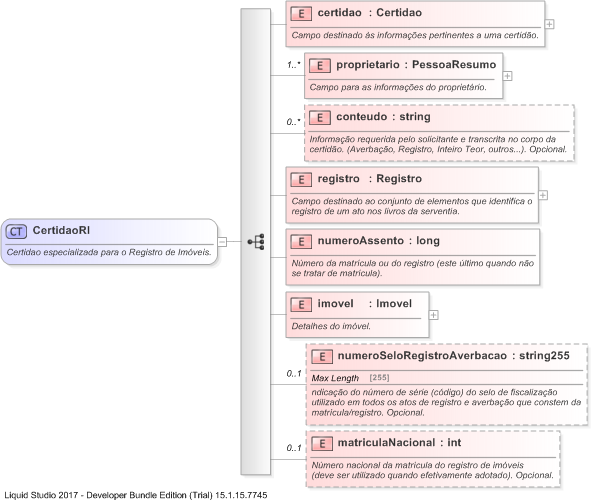 E certidao : Certidao
Campo destinado às informações pertinentes a uma certidão.
1..*
E proprietario : PessoaResumo
Campo para as informações do proprietário.
0..*
E conteudo : string
Informação requerida pelo solicitante e transcrita no corpo da
certidão. (Averbação, Registro, Inteiro Teor, outros...). Opcional.
E registro : Registro
Campo destinado ao conjunto de elementos que identifica o
registro de um ato nos livros da serventia.
CT CertidaoRI
Certidao especializada para o Registro de Imóveis.
E numeroAssento : long
Número da matrícula ou do registro (este último quando não
se tratar de matrícula).
E imovel : Imovel
Detalhes do imóvel.
0..1
E numeroSeloRegistroAverbacao : string255
Max Length [255]
ndicação do número de série (código) do selo de fiscalização
utilizado em todos os atos de registro e averbação que constem da
matrícula/registro. Opcional.
0..1
E matriculaNacional : int
Número nacional da matrícula do registro de imóveis
(deve ser utilizado quando efetivamente adotado). Opcional.
Liquid Studio 2017 - Developer Bundle Edition (Trial) 15.1.15.7745